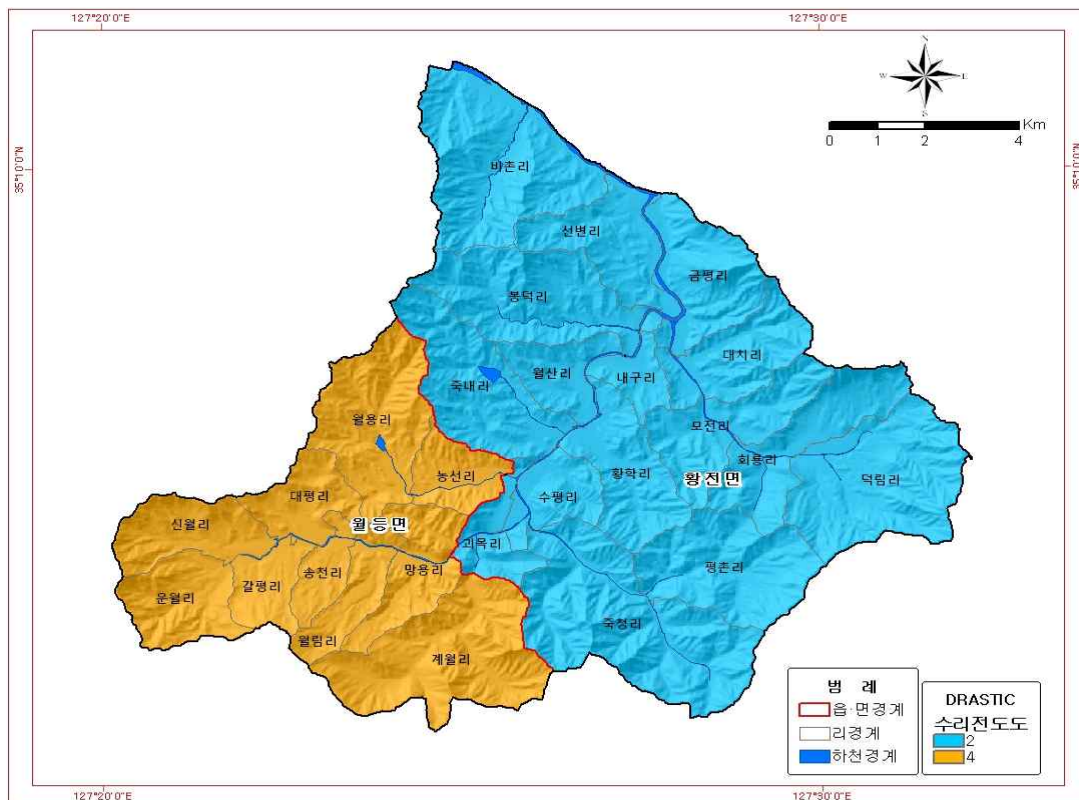 127°20'0"E
127°30'0"E
N
W
E
N
Km
0
1
2
4
35°10'0"N
35°10'0"N
비촌리
선변리
금평리
봉덕리
대치리
월산리
내구리
죽내리
모전리
월용리
회룡리
황학리
농선리
황전면
덕림리
수평리
대평리
신월리
월등면
괴목리
망용리
송천리
갈평리
평촌리
운월리
죽청리
월림리
계월리
범 례
읍·면경계
리경계
하천경계
DRASTIC
수리전도도
2
4
127°20'0"E
127°30'0"E